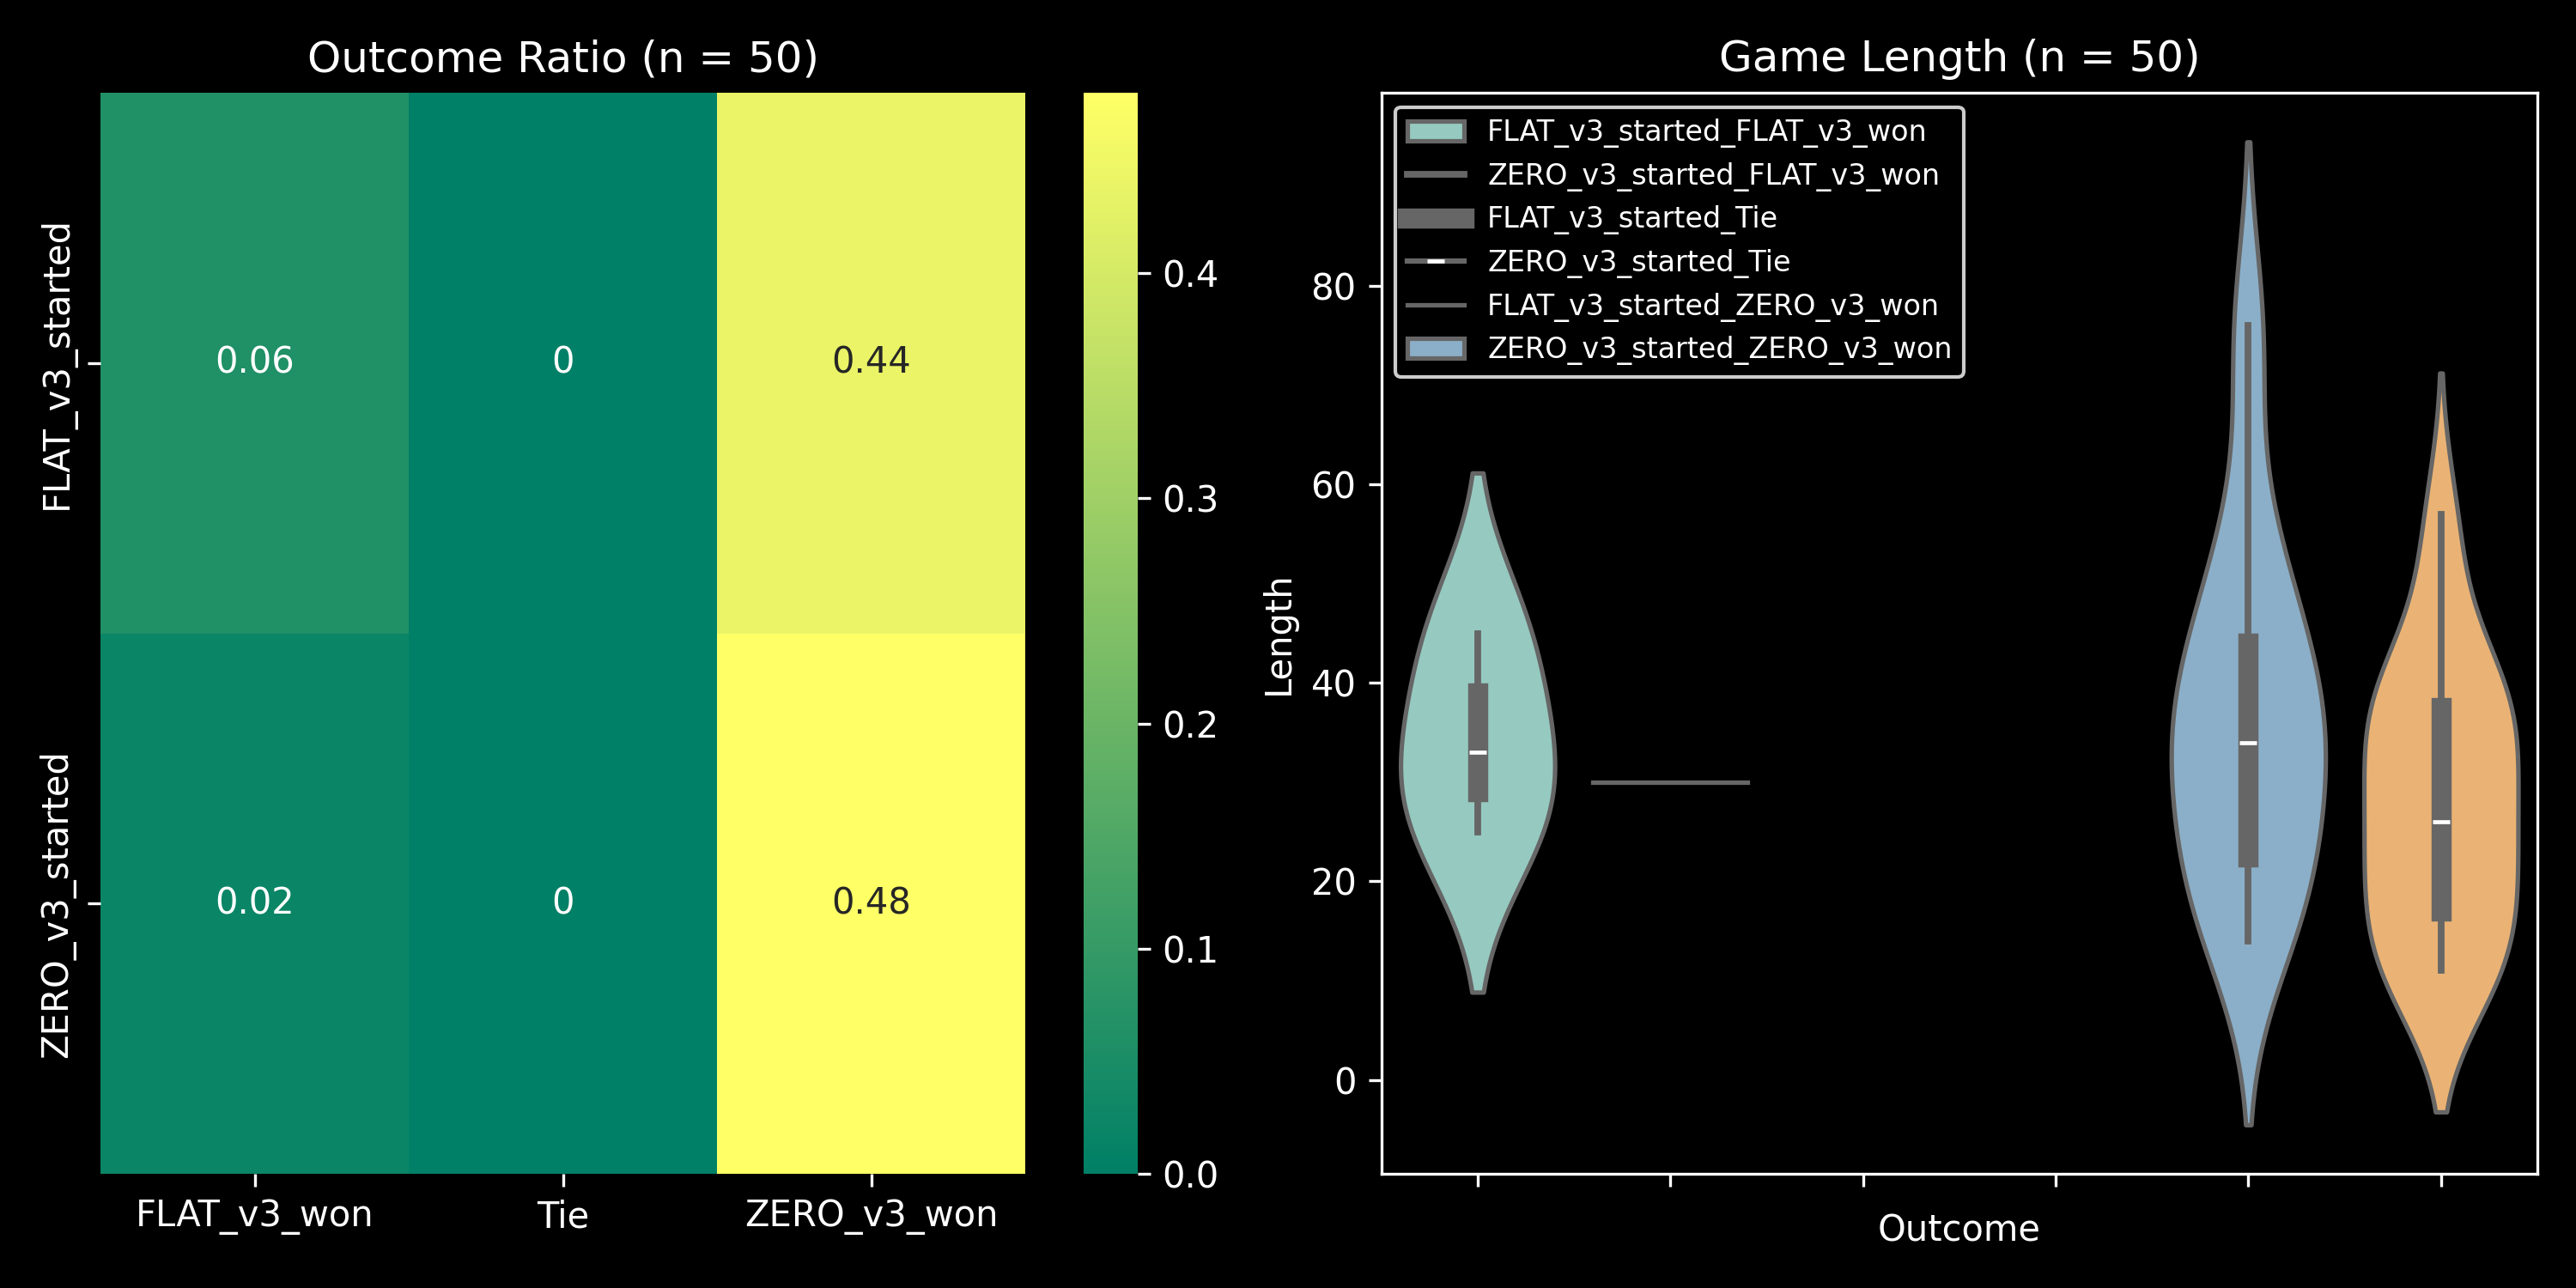 Outcome Ratio (n = 50)
FLAT_v3_started
ZERO_v3_started
0.06
0
0.44
0.02
0
0.48
FLAT_v3_won
Tie
ZERO_v3_won
0.4
0.3
0.2
0.1
0.0
Game Length (n = 50)
FLAT_v3_started_FLAT_v3_won
ZERO_v3_started_FLAT_v3_won
FLAT_v3_started_Tie
ZERO_v3_started_Tie
FLAT_v3_started_ZERO_v3_won
ZERO_v3_started_ZERO_v3_won
Length
80
60
40
20
0
Outcome